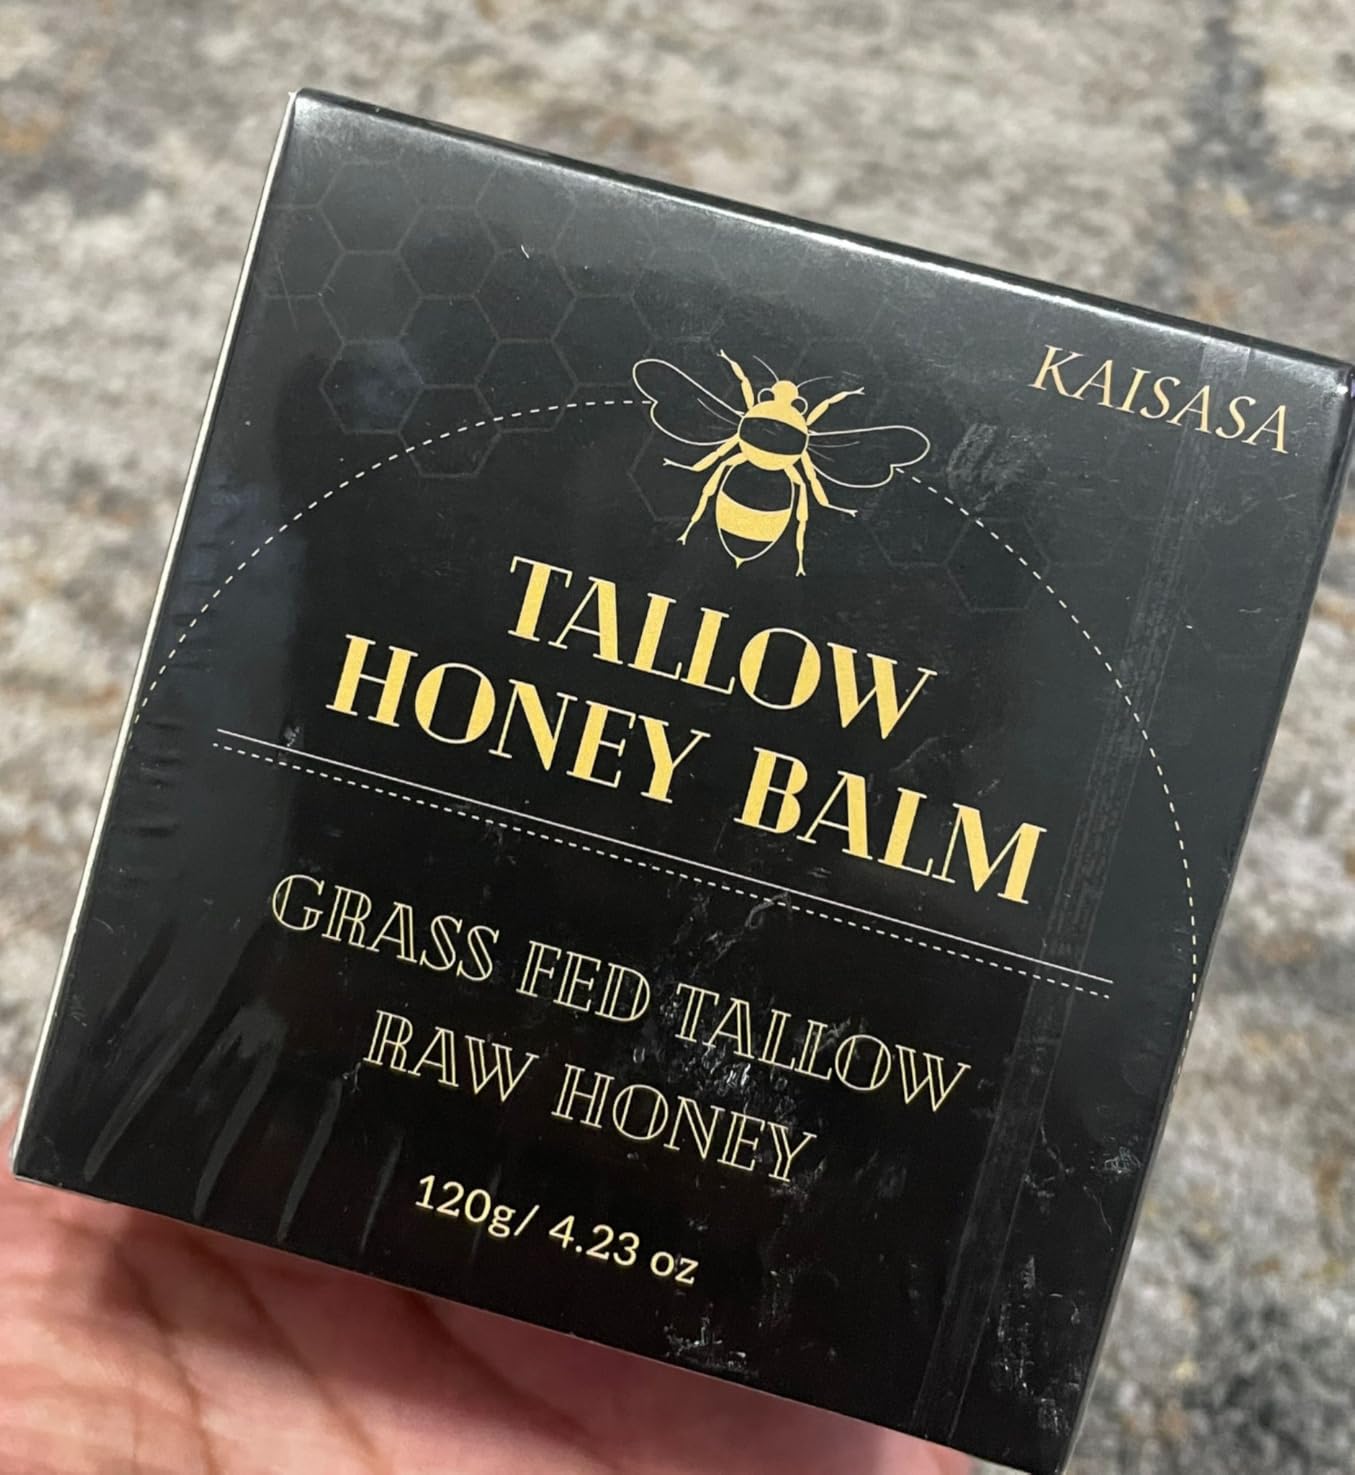 KAISASA
TALLOW
HONEY BALM
GRASS FED TALLOW
RAW HONEY
120g/ 4.23 oz